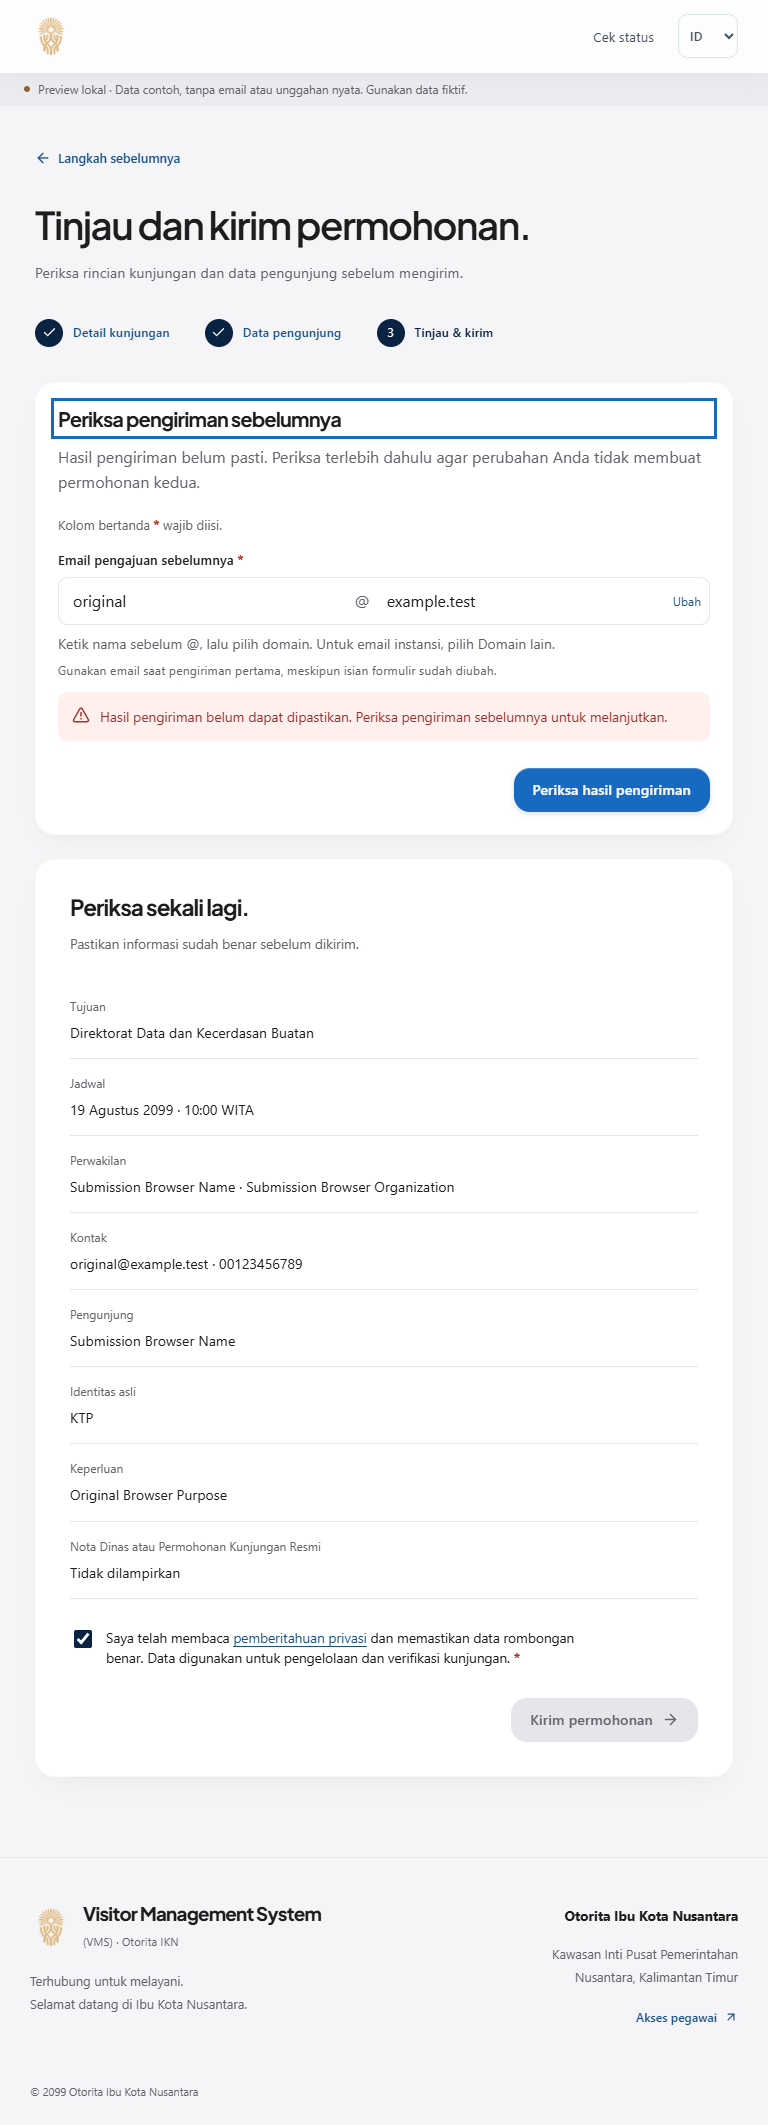 Cek status
ID
Preview lokal · Data contoh, tanpa email atau unggahan nyata. Gunakan data fiktif.
Langkah sebelumnya
Tinjau dan kirim permohonan.
Periksa rincian kunjungan dan data pengunjung sebelum mengirim.
Detail kunjungan
Data pengunjung
3 Tinjau & kirim
Periksa pengiriman sebelumnya
Hasil pengiriman belum pasti. Periksa terlebih dahulu agar perubahan Anda tidak membuat
permohonan kedua.
Kolom bertanda * wajib diisi.
Email pengajuan sebelumnya *
original @ example.test Ubah
Ketik nama sebelum @, lalu pilih domain. Untuk email instansi, pilih Domain lain.
Gunakan email saat pengiriman pertama, meskipun isian formulir sudah diubah.
Hasil pengiriman belum dapat dipastikan. Periksa pengiriman sebelumnya untuk melanjutkan.
Periksa hasil pengiriman
Periksa sekali lagi.
Pastikan informasi sudah benar sebelum dikirim.
Tujuan
Direktorat Data dan Kecerdasan Buatan
Jadwal
19 Agustus 2099 · 10:00 WITA
Perwakilan
Submission Browser Name · Submission Browser Organization
Kontak
original@example.test · 00123456789
Pengunjung
Submission Browser Name
Identitas asli
KTP
Keperluan
Original Browser Purpose
Nota Dinas atau Permohonan Kunjungan Resmi
Tidak dilampirkan
Saya telah membaca pemberitahuan privasi dan memastikan data rombongan
benar. Data digunakan untuk pengelolaan dan verifikasi kunjungan. *
Kirim permohonan
Visitor Management System
(VMS) · Otorita IKN
Terhubung untuk melayani.
Selamat datang di Ibu Kota Nusantara.
Otorita Ibu Kota Nusantara
Kawasan Inti Pusat Pemerintahan
Nusantara, Kalimantan Timur
Akses pegawai
© 2099 Otorita Ibu Kota Nusantara